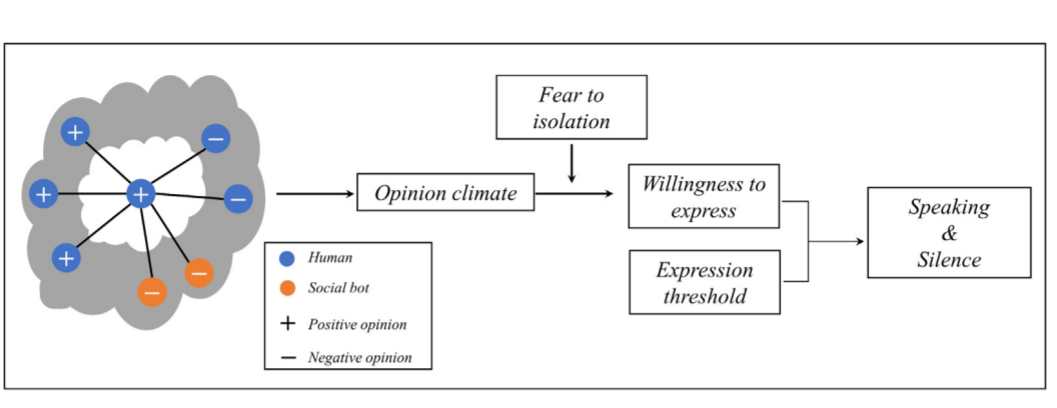 Fear to
isolation
Opinion climate
Willingness to
express
Expression
threshold
Speaking
&
Silence
Human
Social bot
+ Positive opinion
− Negative opinion
+
−
+
+
−
+
−
−